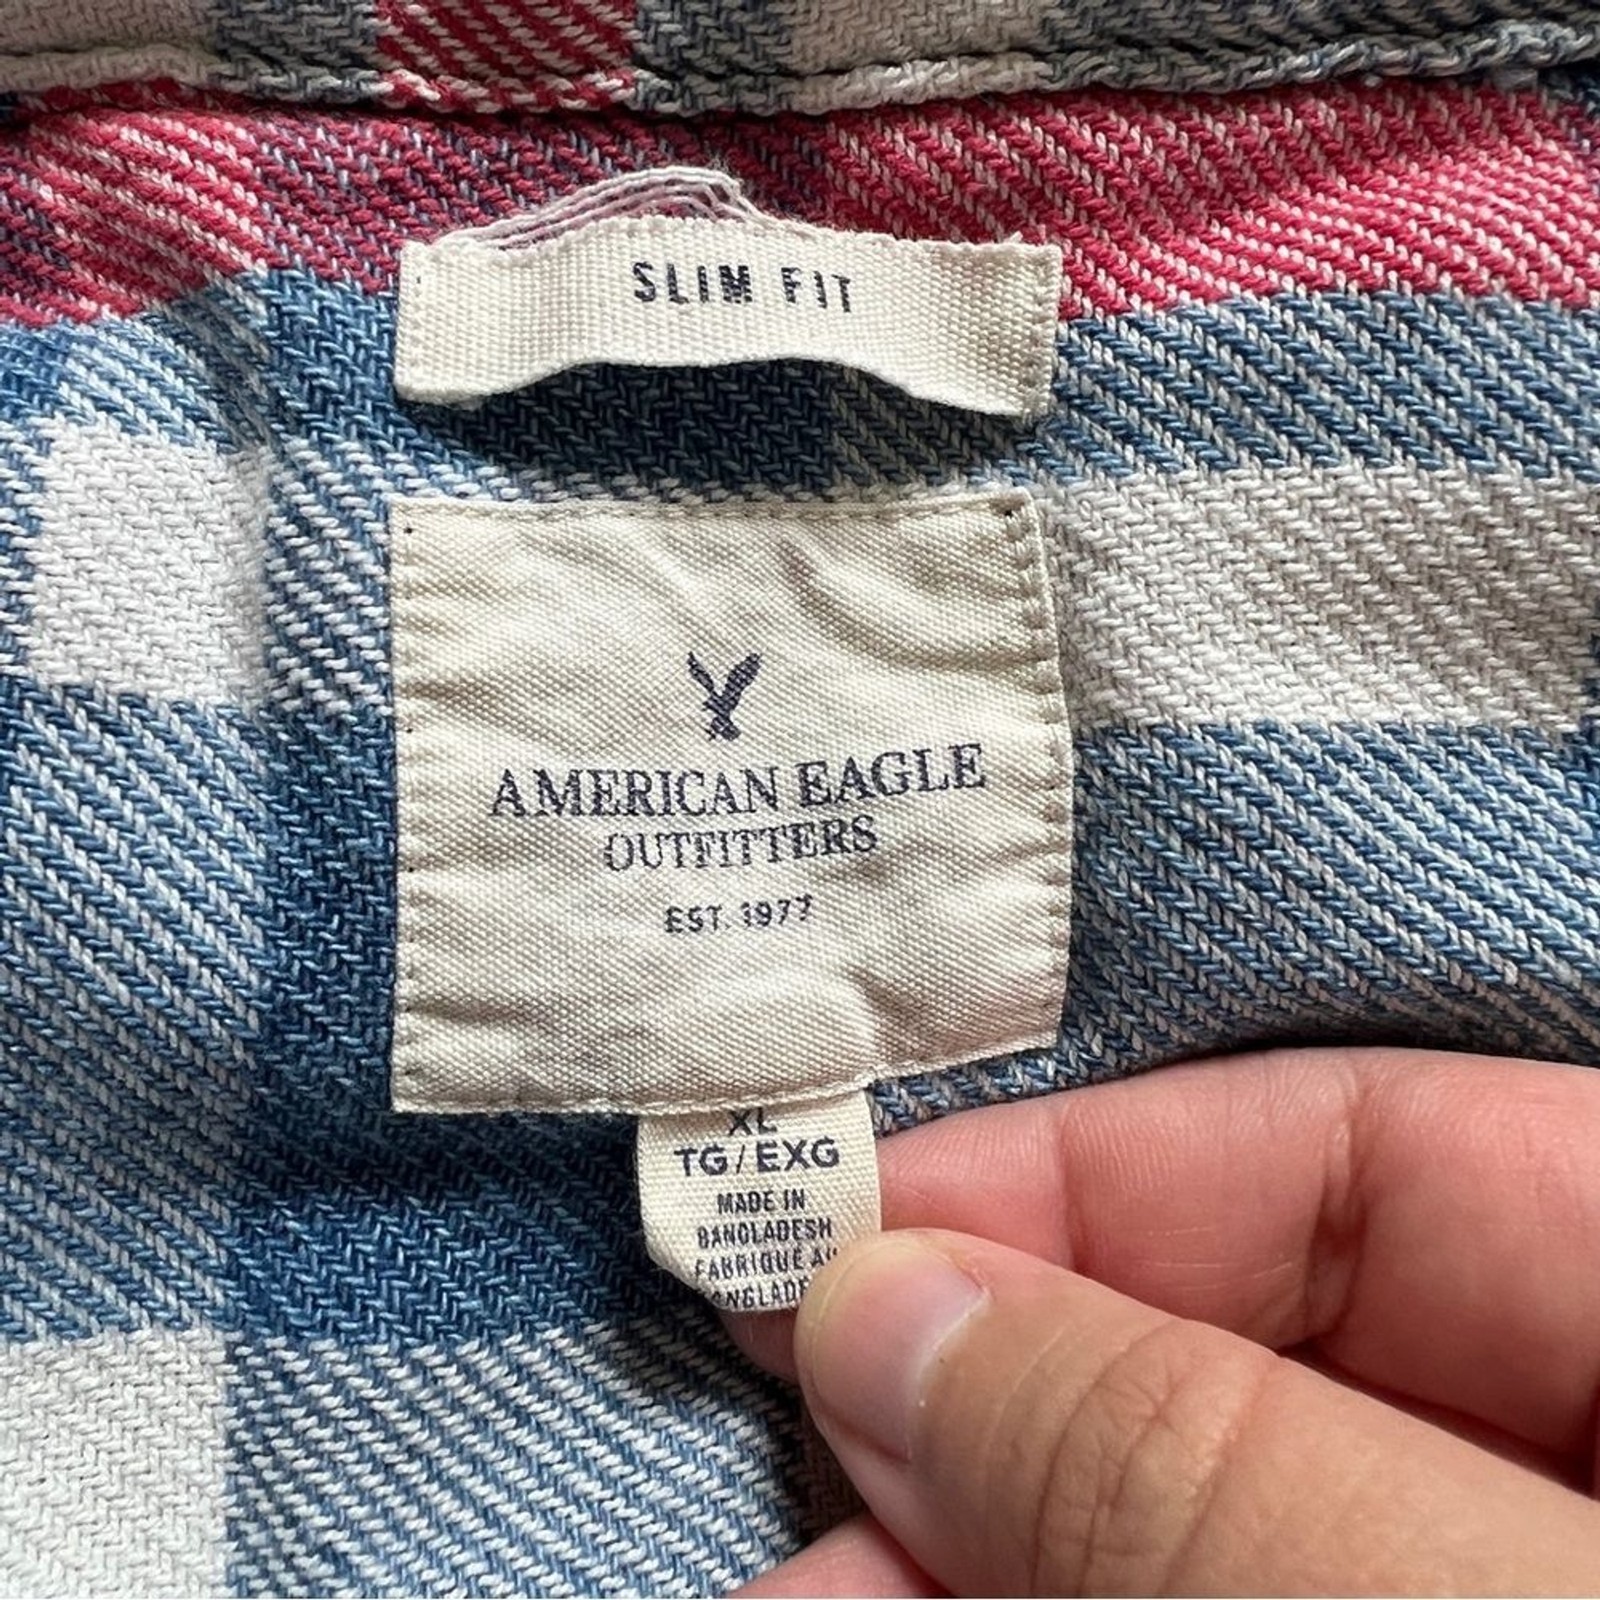 SLIM FIT
AMERICAN EAGLE
OUTFITTERS
EST. 1977
XL
TG/EXG
MADE IN
BANGLADESH
FABRIQUÉ AU